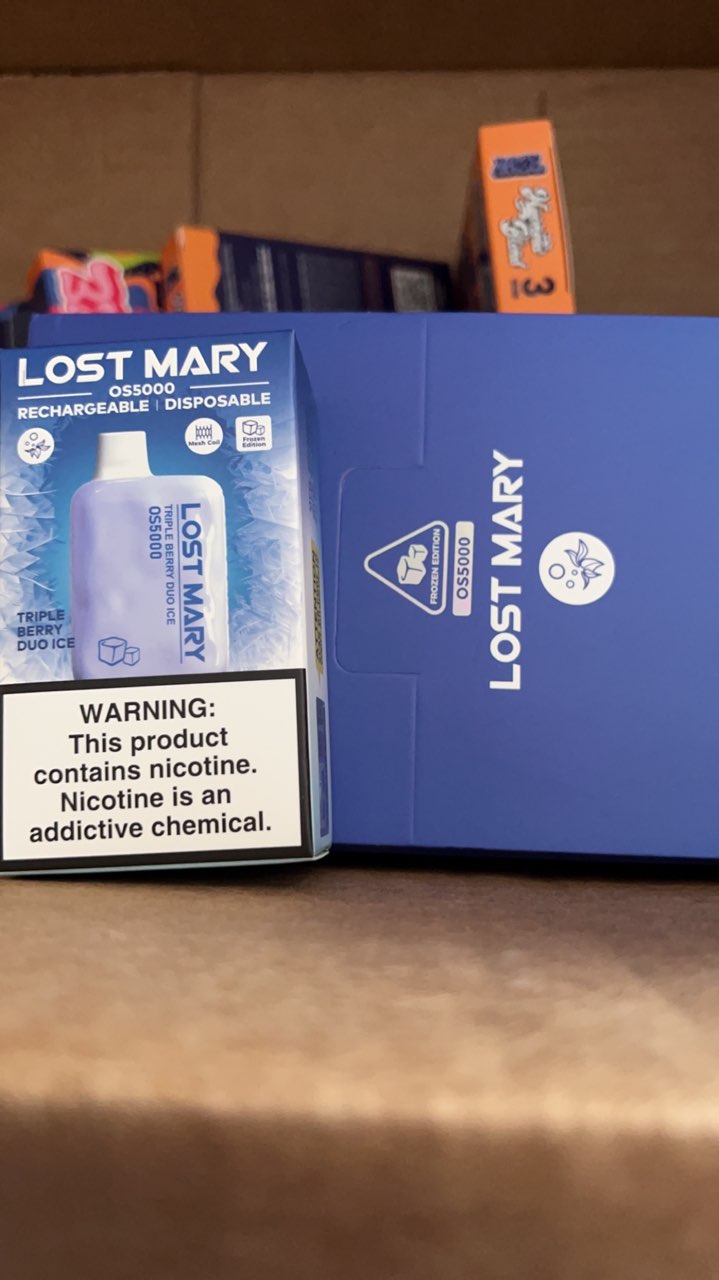 LOST MARY
OS5000
RECHARGEABLE | DISPOSABLE
Mesh Coil
Frozen
Edition
LOST MARY
TRIPLE BERRY DUO ICE
OS5000
TRIPLE
BERRY
DUO ICE
WARNING:
This product
contains nicotine.
Nicotine is an
addictive chemical.
FROZEN EDITION
OS5000
LOST MARY
3